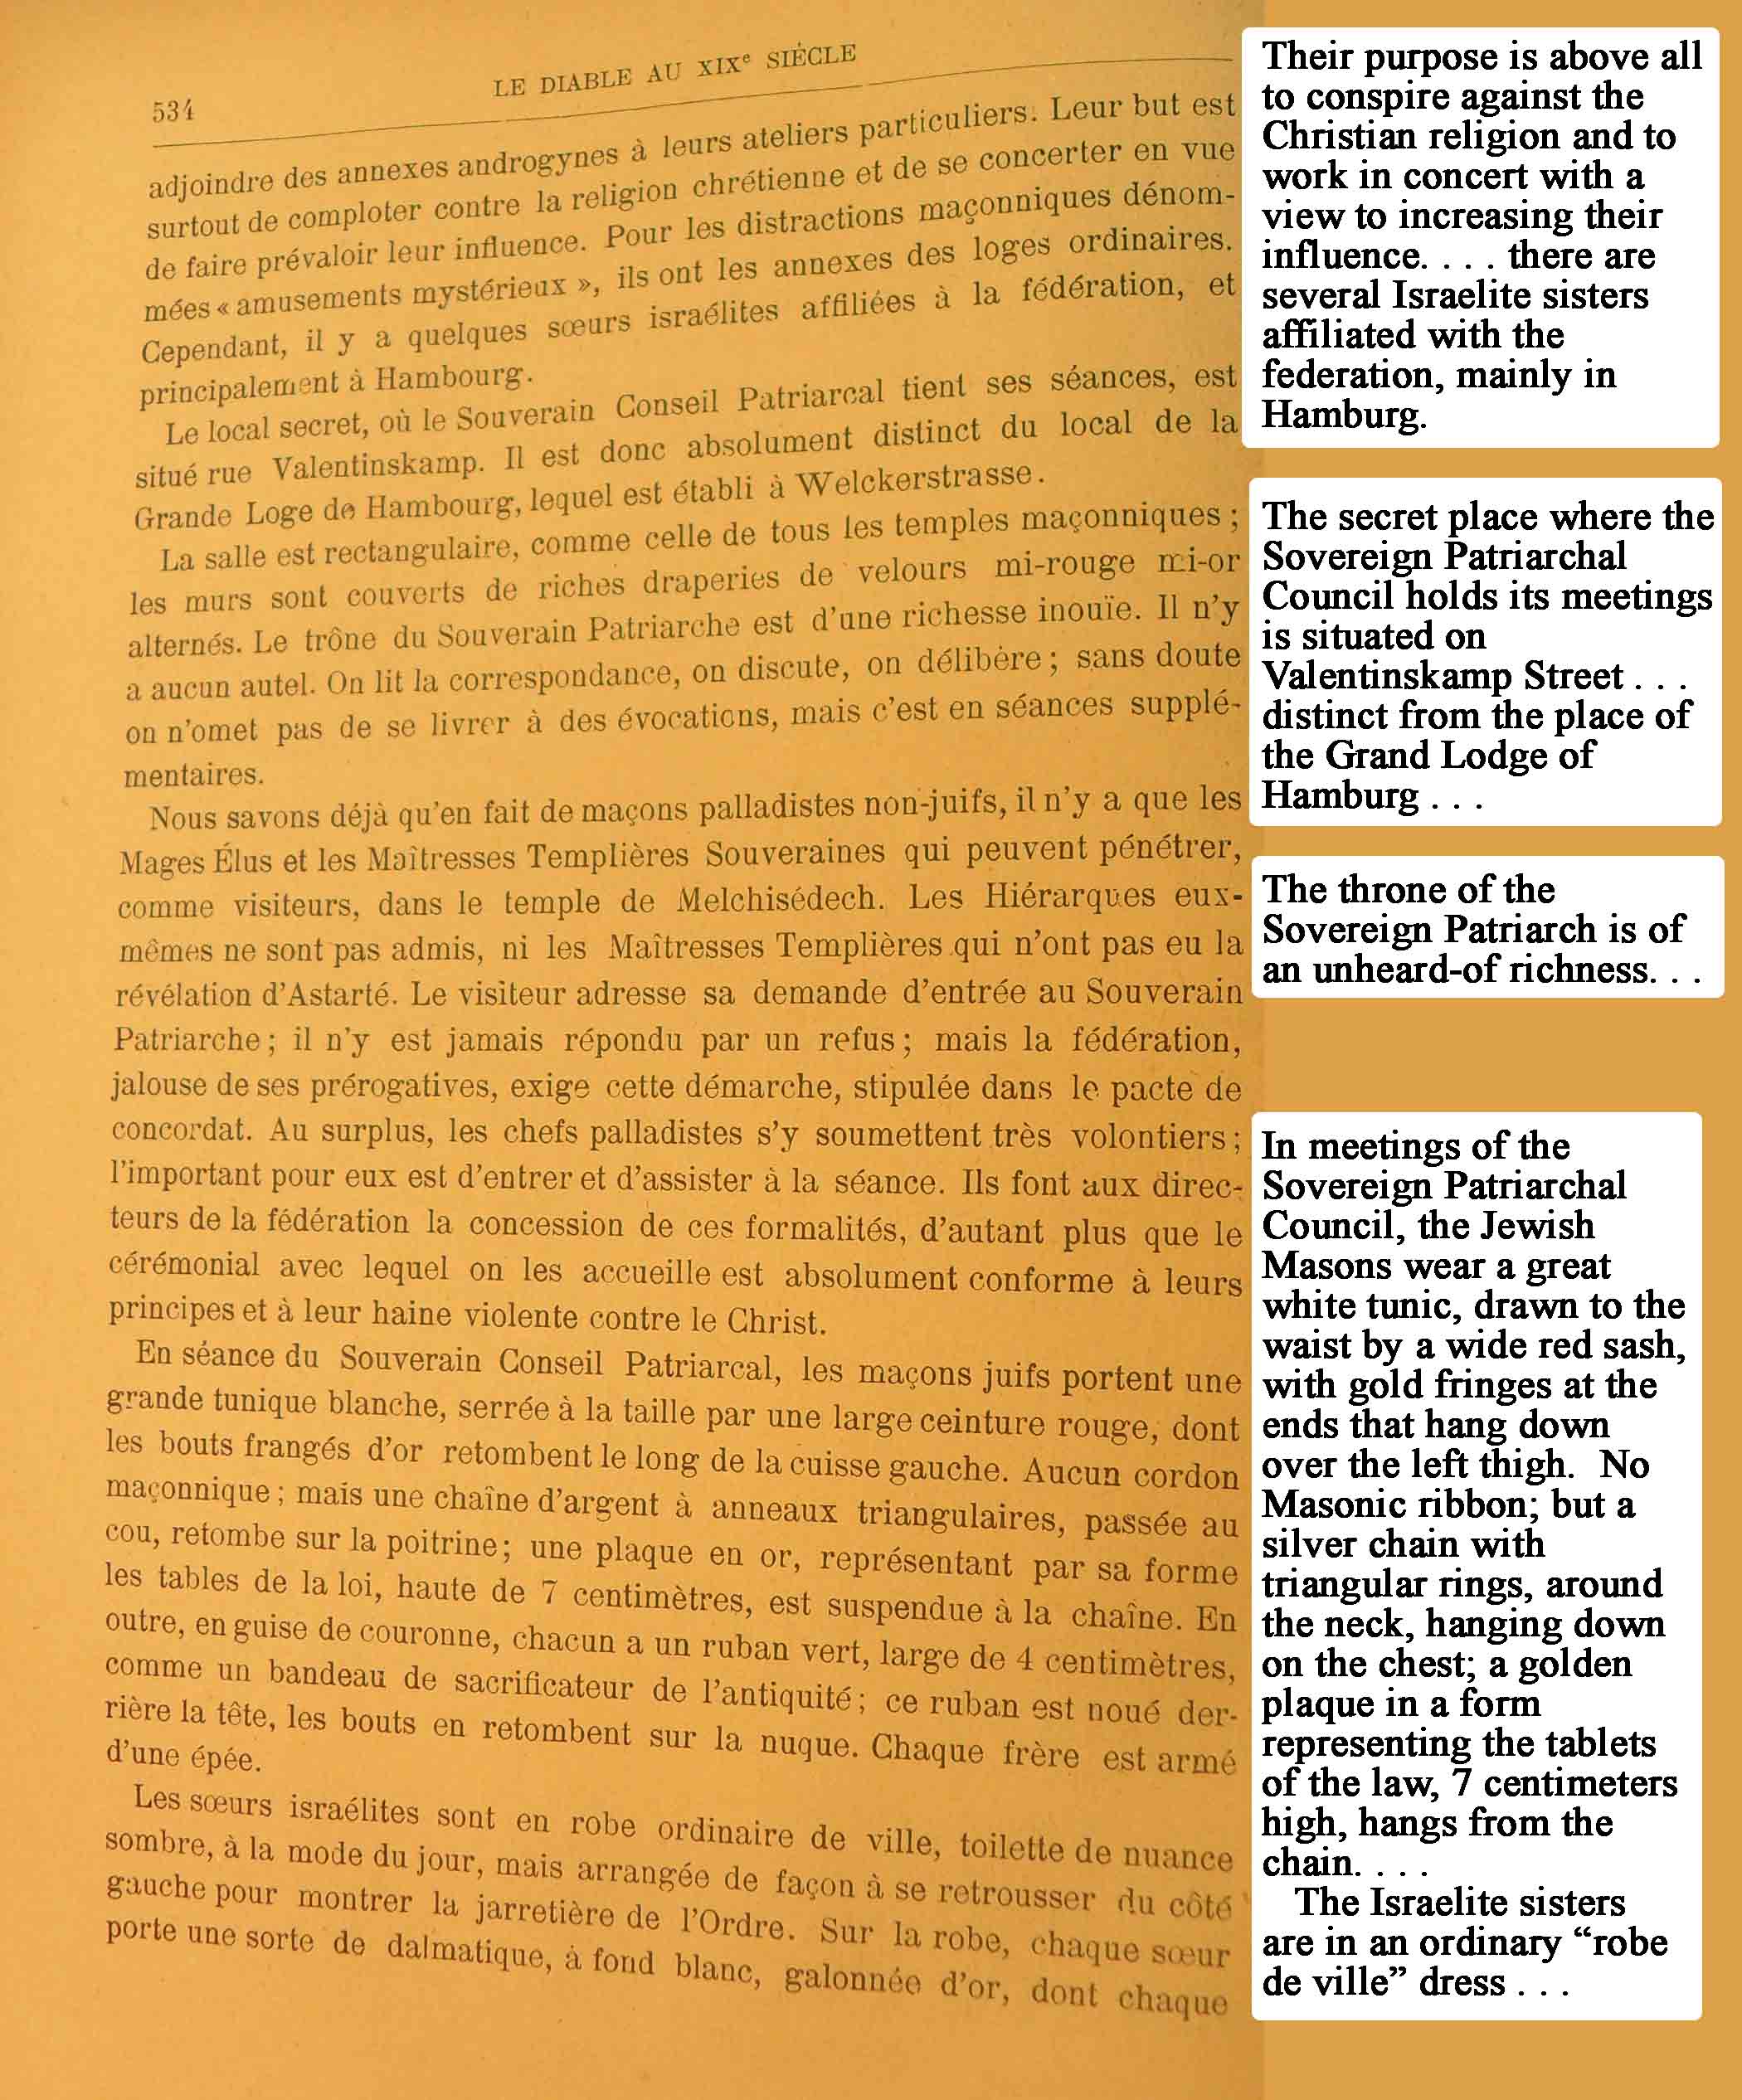 534
LE DIABLE AU XIXe SIÈCLE
adjoindre des annexes androgynes à leurs ateliers particuliers. Leur but est
surtout de comploter contre la religion chrétienne et de se concerter en vue
de faire prévaloir leur influence. Pour les distractions maçonniques dénom-
mées « amusements mystérieux », ils ont les annexes des loges ordinaires.
Cependant, il y a quelques sœurs israélites affiliées à la fédération, et
principalement à Hambourg.
Le local secret, où le Souverain Conseil Patriarcal tient ses séances, est
situé rue Valentinskamp. Il est donc absolument distinct du local de la
Grande Loge de Hambourg, lequel est établi à Welckerstrasse.
La salle est rectangulaire, comme celle de tous les temples maçonniques ;
les murs sont couverts de riches draperies de velours mi-rouge mi-or
alternés. Le trône du Souverain Patriarche est d'une richesse inouïe. Il n'y
a aucun autel. On lit la correspondance, on discute, on délibère ; sans doute
on n'omet pas de se livrer à des évocations, mais c'est en séances supplé-
mentaires.
Nous savons déjà qu'en fait de maçons palladistes non-juifs, il n'y a que les
Mages Élus et les Maîtresses Templières Souveraines qui peuvent pénétrer,
comme visiteurs, dans le temple de Melchisédech. Les Hiérarques eux-
mêmes ne sont pas admis, ni les Maîtresses Templières qui n'ont pas eu la
révélation d'Astarté. Le visiteur adresse sa demande d'entrée au Souverain
Patriarche ; il n'y est jamais répondu par un refus ; mais la fédération,
jalouse de ses prérogatives, exige cette démarche, stipulée dans le pacte de
concordat. Au surplus, les chefs palladistes s'y soumettent très volontiers ;
l'important pour eux est d'entrer et d'assister à la séance. Ils font aux direc-
teurs de la fédération la concession de ces formalités, d'autant plus que le
cérémonial avec lequel on les accueille est absolument conforme à leurs
principes et à leur haine violente contre le Christ.
En séance du Souverain Conseil Patriarcal, les maçons juifs portent une
grande tunique blanche, serrée à la taille par une large ceinture rouge, dont
les bouts frangés d'or retombent le long de la cuisse gauche. Aucun cordon
maçonnique ; mais une chaîne d'argent à anneaux triangulaires, passée au
cou, retombe sur la poitrine ; une plaque en or, représentant par sa forme
les tables de la loi, haute de 7 centimètres, est suspendue à la chaîne. En
outre, en guise de couronne, chacun a un ruban vert, large de 4 centimètres,
comme un bandeau de sacrificateur de l'antiquité ; ce ruban est noué der-
rière la tête, les bouts en retombent sur la nuque. Chaque frère est armé
d'une épée.
Les sœurs israélites sont en robe ordinaire de ville, toilette de nuance
sombre, à la mode du jour, mais arrangée de façon à se retrousser du côté
gauche pour montrer la jarretière de l'Ordre. Sur la robe, chaque sœur
porte une sorte de dalmatique, à fond blanc, galonnée d'or, dont chaque
Their purpose is above all
to conspire against the
Christian religion and to
work in concert with a
view to increasing their
influence. . . . there are
several Israelite sisters
affiliated with the
federation, mainly in
Hamburg.
The secret place where the
Sovereign Patriarchal
Council holds its meetings
is situated on
Valentinskamp Street . . .
distinct from the place of
the Grand Lodge of
Hamburg . . .
The throne of the
Sovereign Patriarch is of
an unheard-of richness. . .
In meetings of the
Sovereign Patriarchal
Council, the Jewish
Masons wear a great
white tunic, drawn to the
waist by a wide red sash,
with gold fringes at the
ends that hang down
over the left thigh. No
Masonic ribbon; but a
silver chain with
triangular rings, around
the neck, hanging down
on the chest; a golden
plaque in a form
representing the tablets
of the law, 7 centimeters
high, hangs from the
chain. . . .
The Israelite sisters
are in an ordinary “robe
de ville” dress . . .